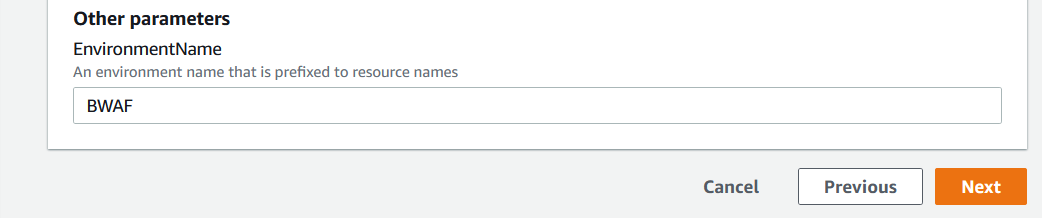 Other parameters
EnvironmentName
An environment name that is prefixed to resource names
BWAF
Cancel Previous Next